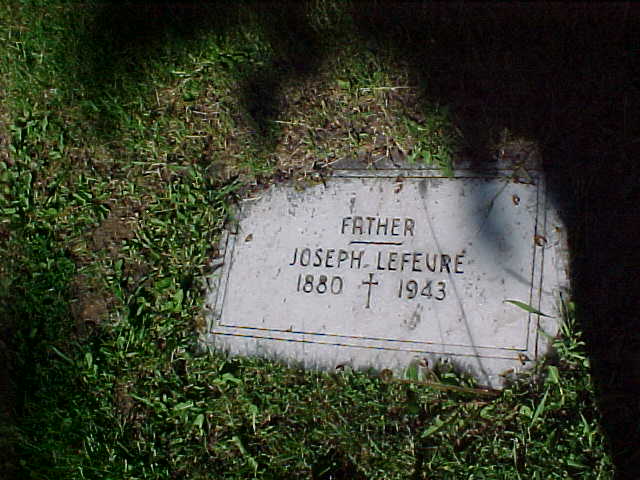 FATHER
JOSEPH LEFEVRE
1880 † 1943